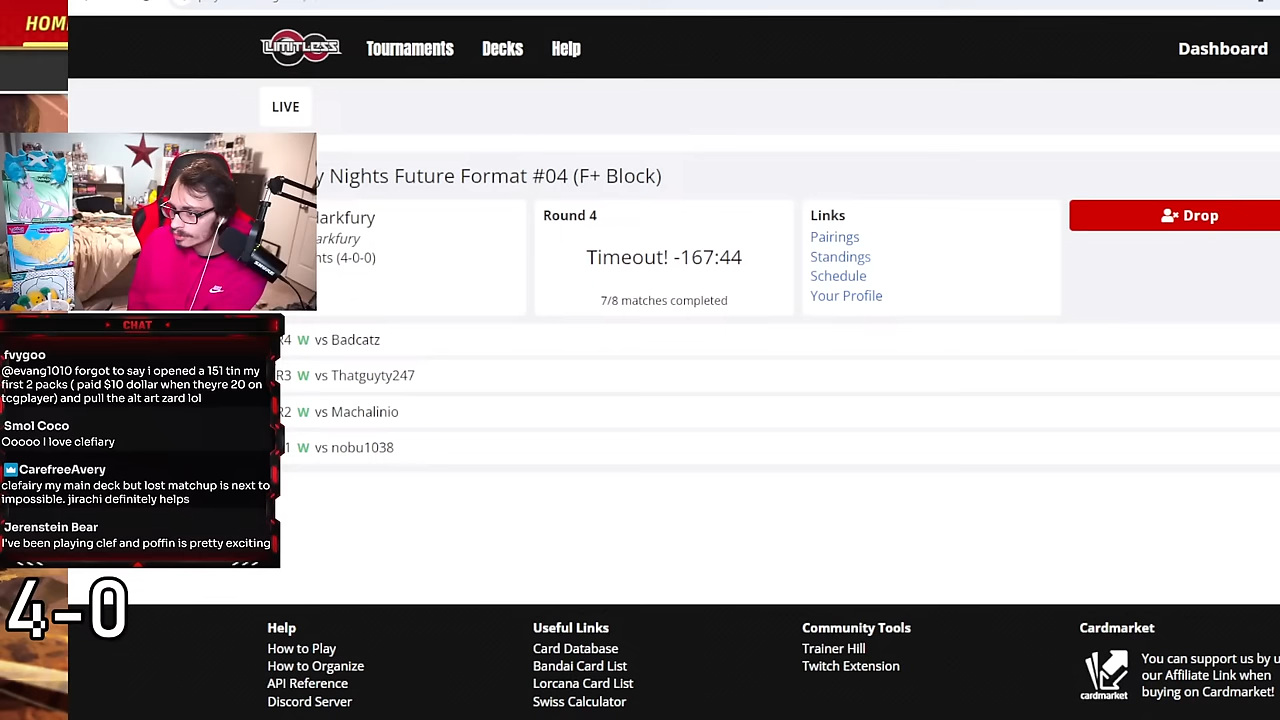 HOM
LIMITLESS
Tournaments
Decks
Help
Dashboard
LIVE
y Nights Future Format #04 (F+ Block)
arkfury
arkfury
nts (4-0-0)
Round 4
Timeout! -167:44
7/8 matches completed
Links
Pairings
Standings
Schedule
Your Profile
Drop
R4 W vs Badcatz
R3 W vs Thatguyty247
R2 W vs Machalinio
1 W vs nobu1038
CHAT
fvygoo
@evang1010 forgot to say i opened a 151 tin my
first 2 packs ( paid $10 dollar when theyre 20 on
tcgplayer) and pull the alt art zard lol
Smol Coco
Ooooo I love clefiary
CarefreeAvery
clefairy my main deck but lost matchup is next to
impossible. jirachi definitely helps
Jerenstein Bear
I've been playing clef and poffin is pretty exciting
4-0
Help
How to Play
How to Organize
API Reference
Discord Server
Useful Links
Card Database
Bandai Card List
Lorcana Card List
Swiss Calculator
Community Tools
Trainer Hill
Twitch Extension
Cardmarket
cardmarket
You can support us by u
our Affiliate Link when
buying on Cardmarket!